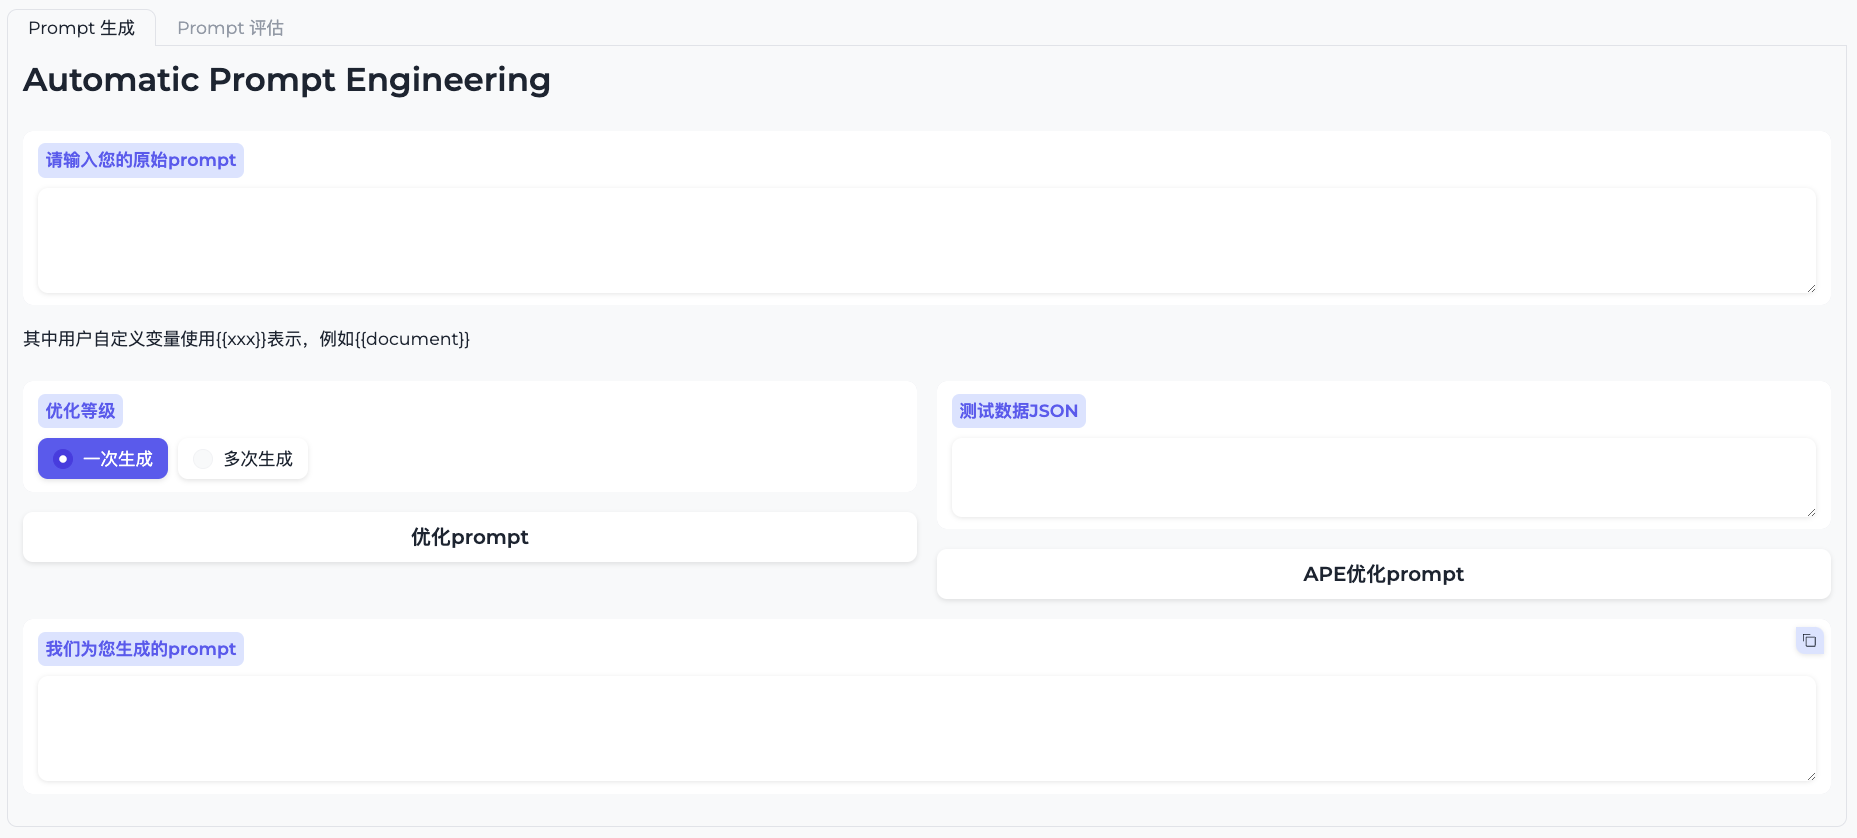 Prompt 生成
Prompt 评估
Automatic Prompt Engineering
请输入您的原始prompt
其中用户自定义变量使用{{xxx}}表示，例如{{document}}
优化等级
一次生成
多次生成
优化prompt
测试数据JSON
APE优化prompt
我们为您生成的prompt